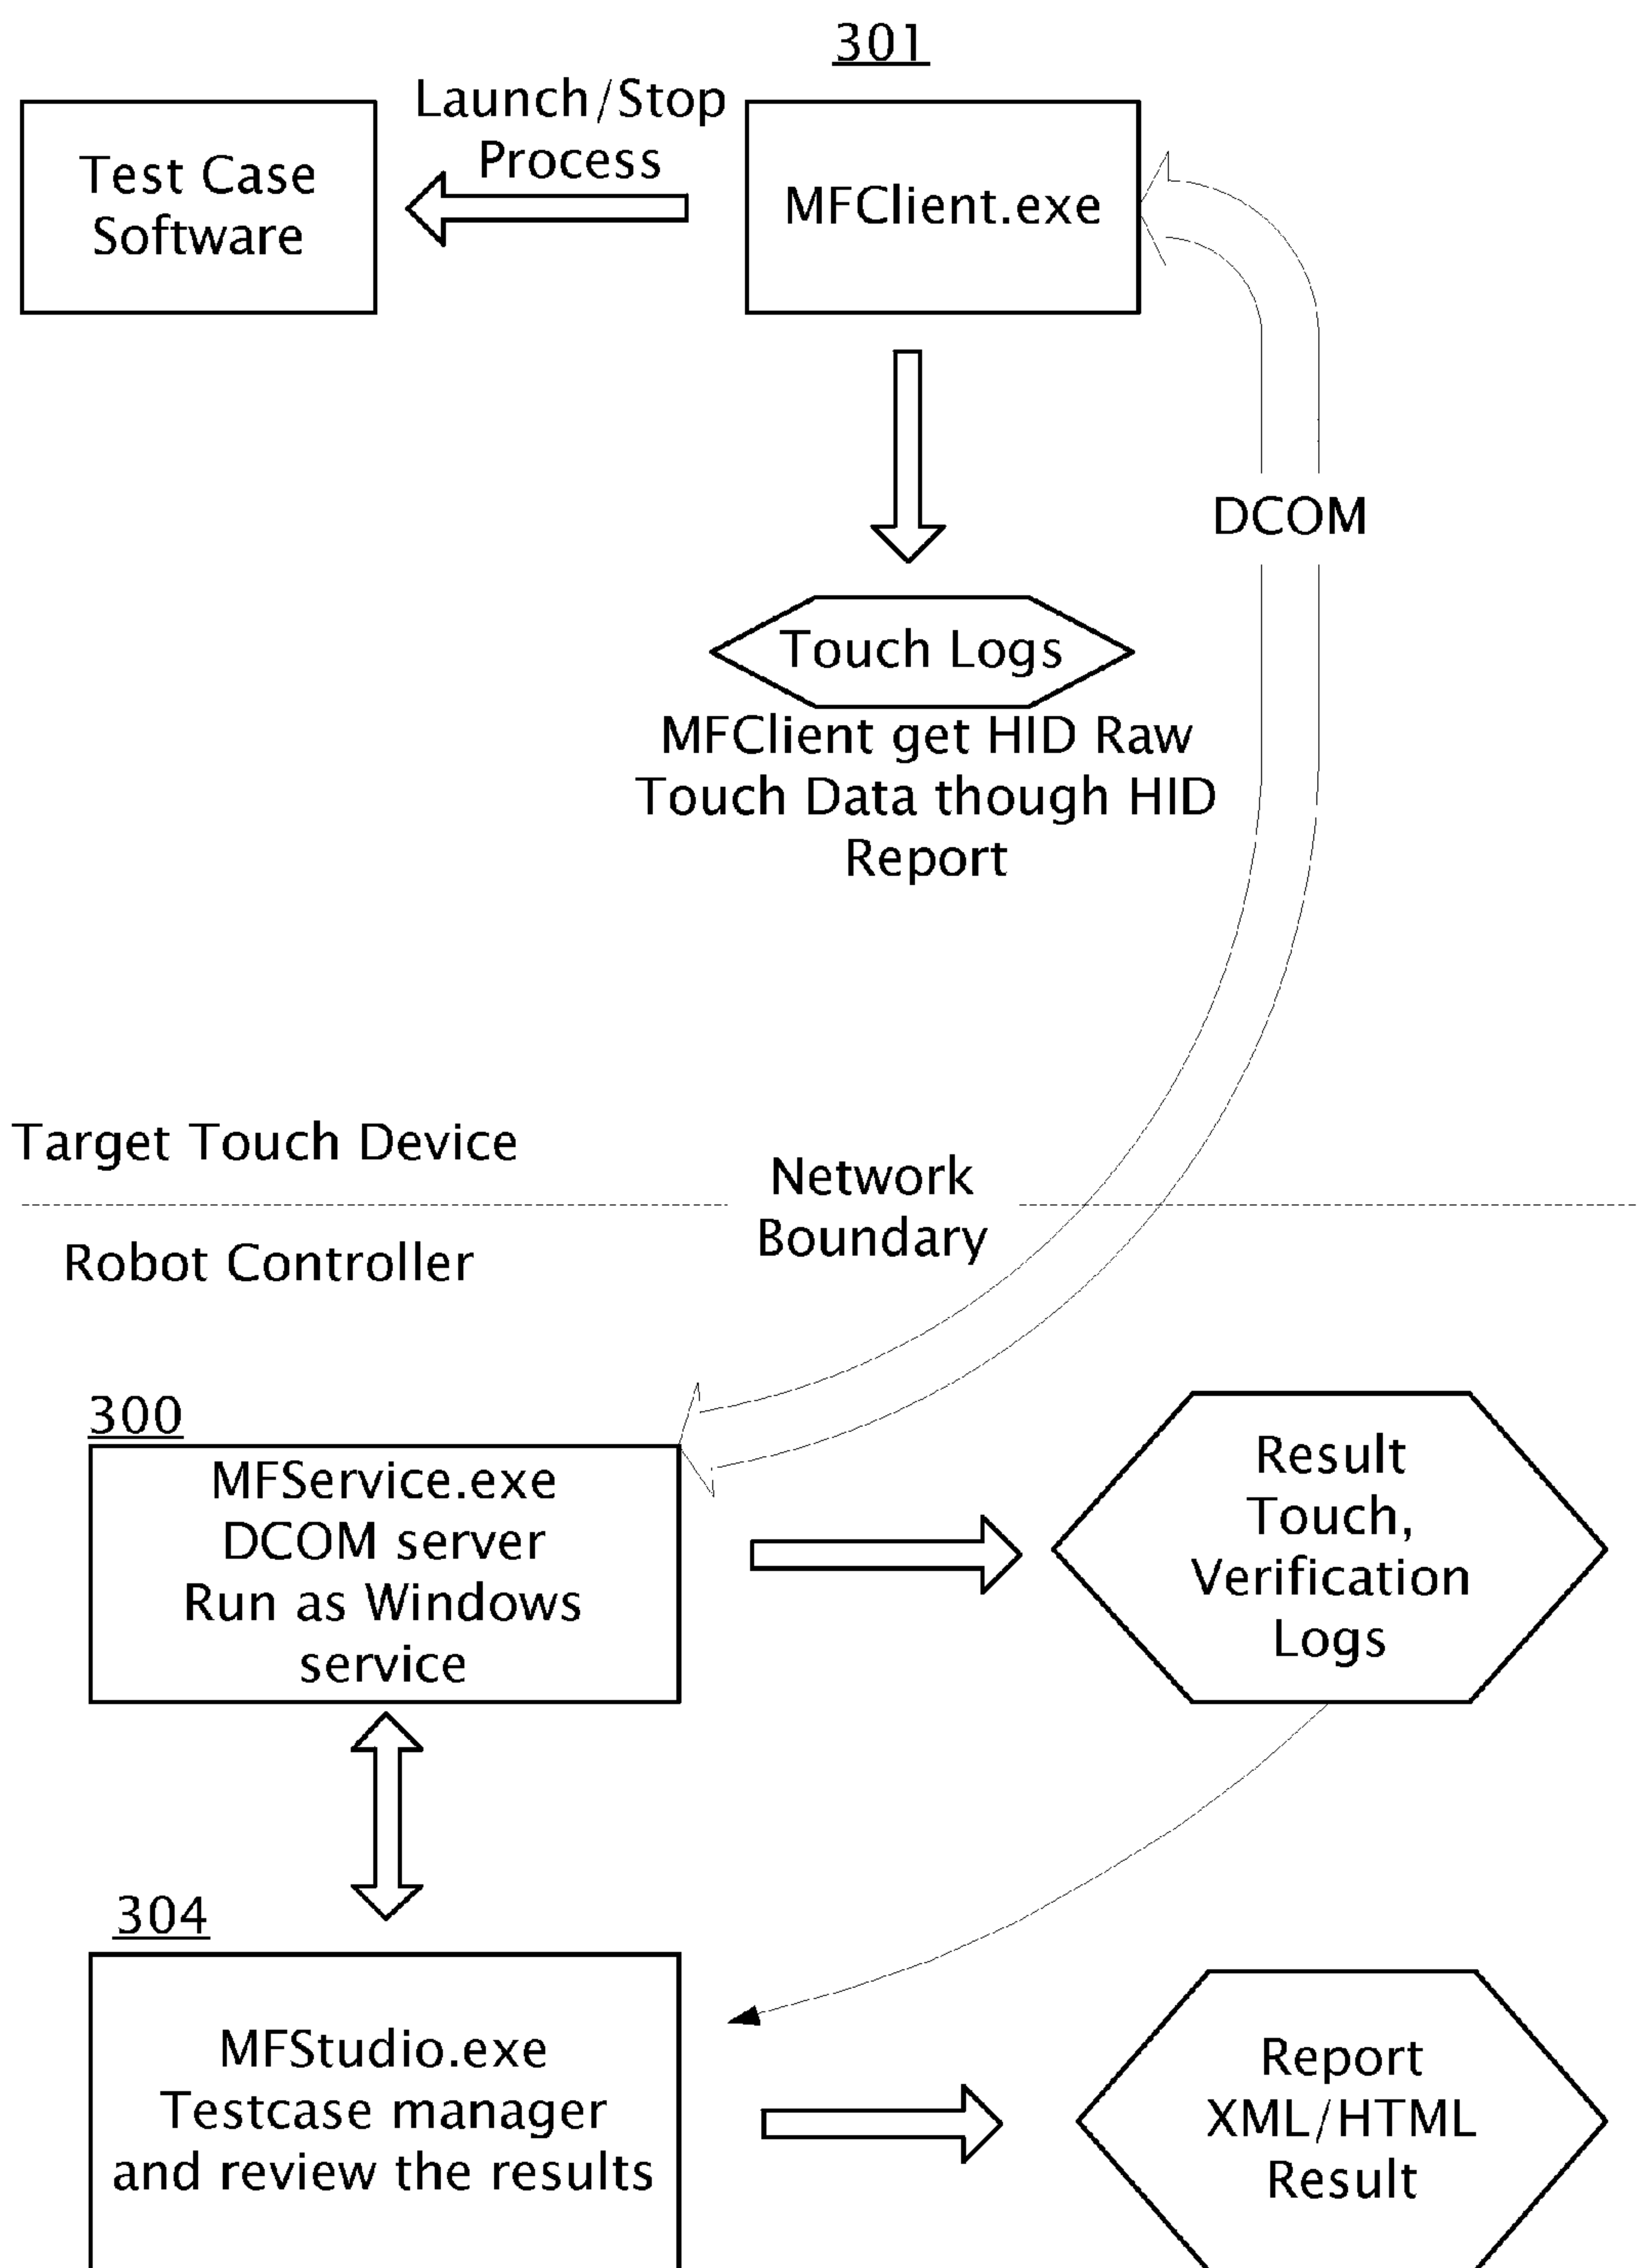 301
Launch/Stop
Process
Test Case
Software
MFClient.exe
DCOM
Touch Logs
MFClient get HID Raw
Touch Data though HID
Report
Target Touch Device
Network
Boundary
Robot Controller
300
MFService.exe
DCOM server
Run as Windows
service
Result
Touch,
Verification
Logs
304
MFStudio.exe
Testcase manager
and review the results
Report
XML/HTML
Result